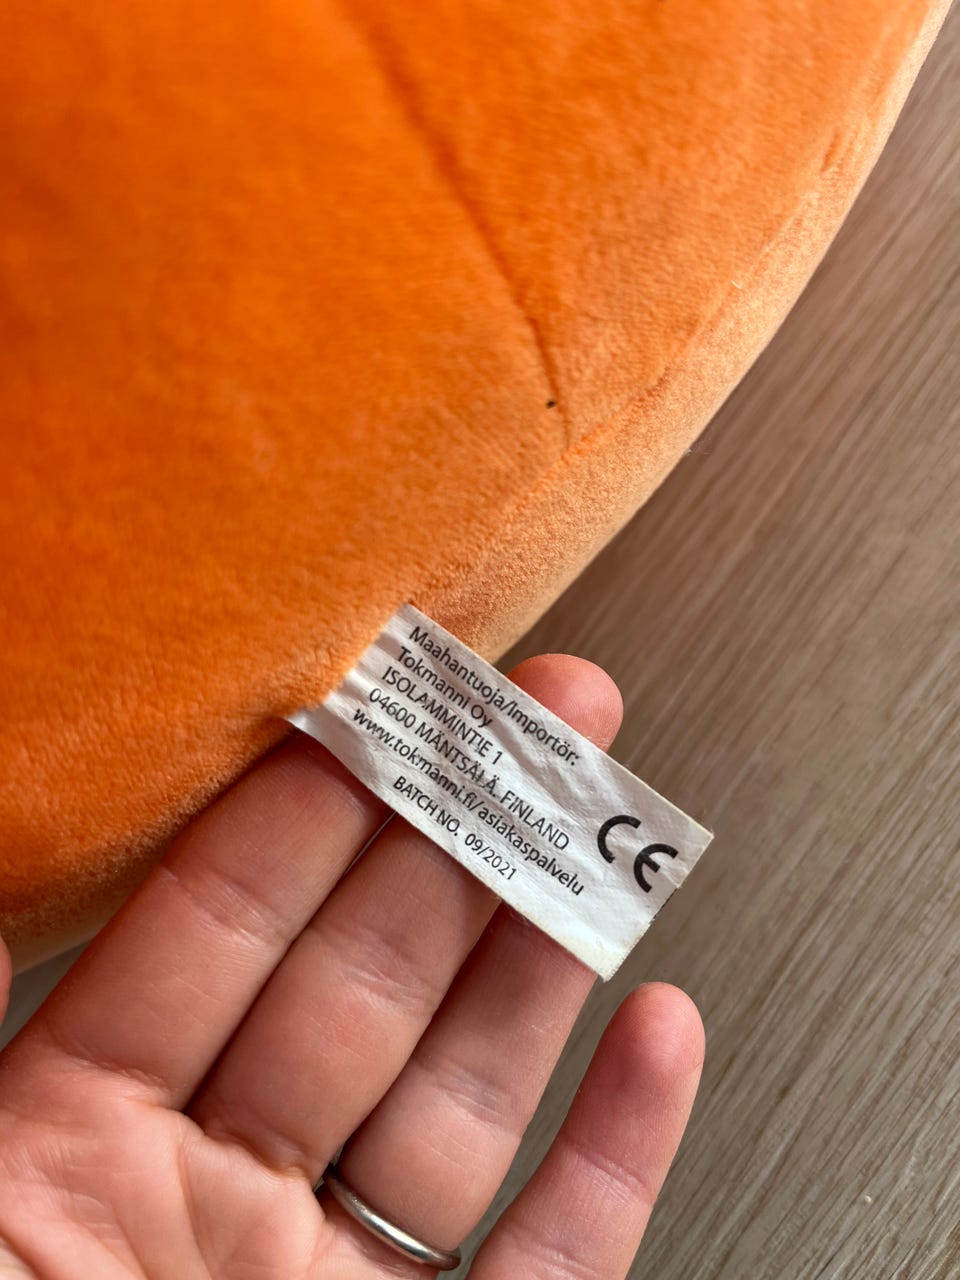 Maahantuoja/Importör:
Tokmanni Oy
ISOLAMMINTIE 1
04600 MÄNTSÄLÄ, FINLAND
www.tokmanni.fi/asiakaspalvelu
BATCH NO. 09/2021
CE